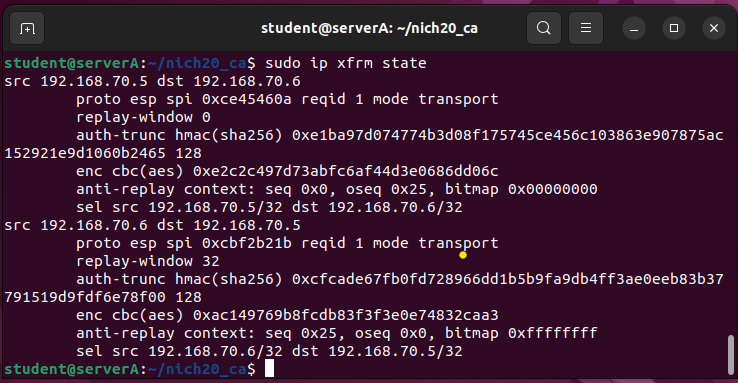 student@serverA: ~/nich20_ca
student@serverA:~/nich20_ca$ sudo ip xfrm state
src 192.168.70.5 dst 192.168.70.6
proto esp spi 0xce45460a reqid 1 mode transport
replay-window 0
auth-trunc hmac(sha256) 0xe1ba97d074774b3d08f175745ce456c103863e907875ac
152921e9d1060b2465 128
enc cbc(aes) 0xe2c2c497d73abfc6af44d3e0686dd06c
anti-replay context: seq 0x0, oseq 0x25, bitmap 0x00000000
sel src 192.168.70.5/32 dst 192.168.70.6/32
src 192.168.70.6 dst 192.168.70.5
proto esp spi 0xcbf2b21b reqid 1 mode transport
replay-window 32
auth-trunc hmac(sha256) 0xcfcade67fb0fd728966dd1b5b9fa9db4ff3ae0eeb83b37
791519d9fdf6e78f00 128
enc cbc(aes) 0xac149769b8fcdb83f3f3e0e74832caa3
anti-replay context: seq 0x25, oseq 0x0, bitmap 0xffffffff
sel src 192.168.70.6/32 dst 192.168.70.5/32
student@serverA:~/nich20_ca$